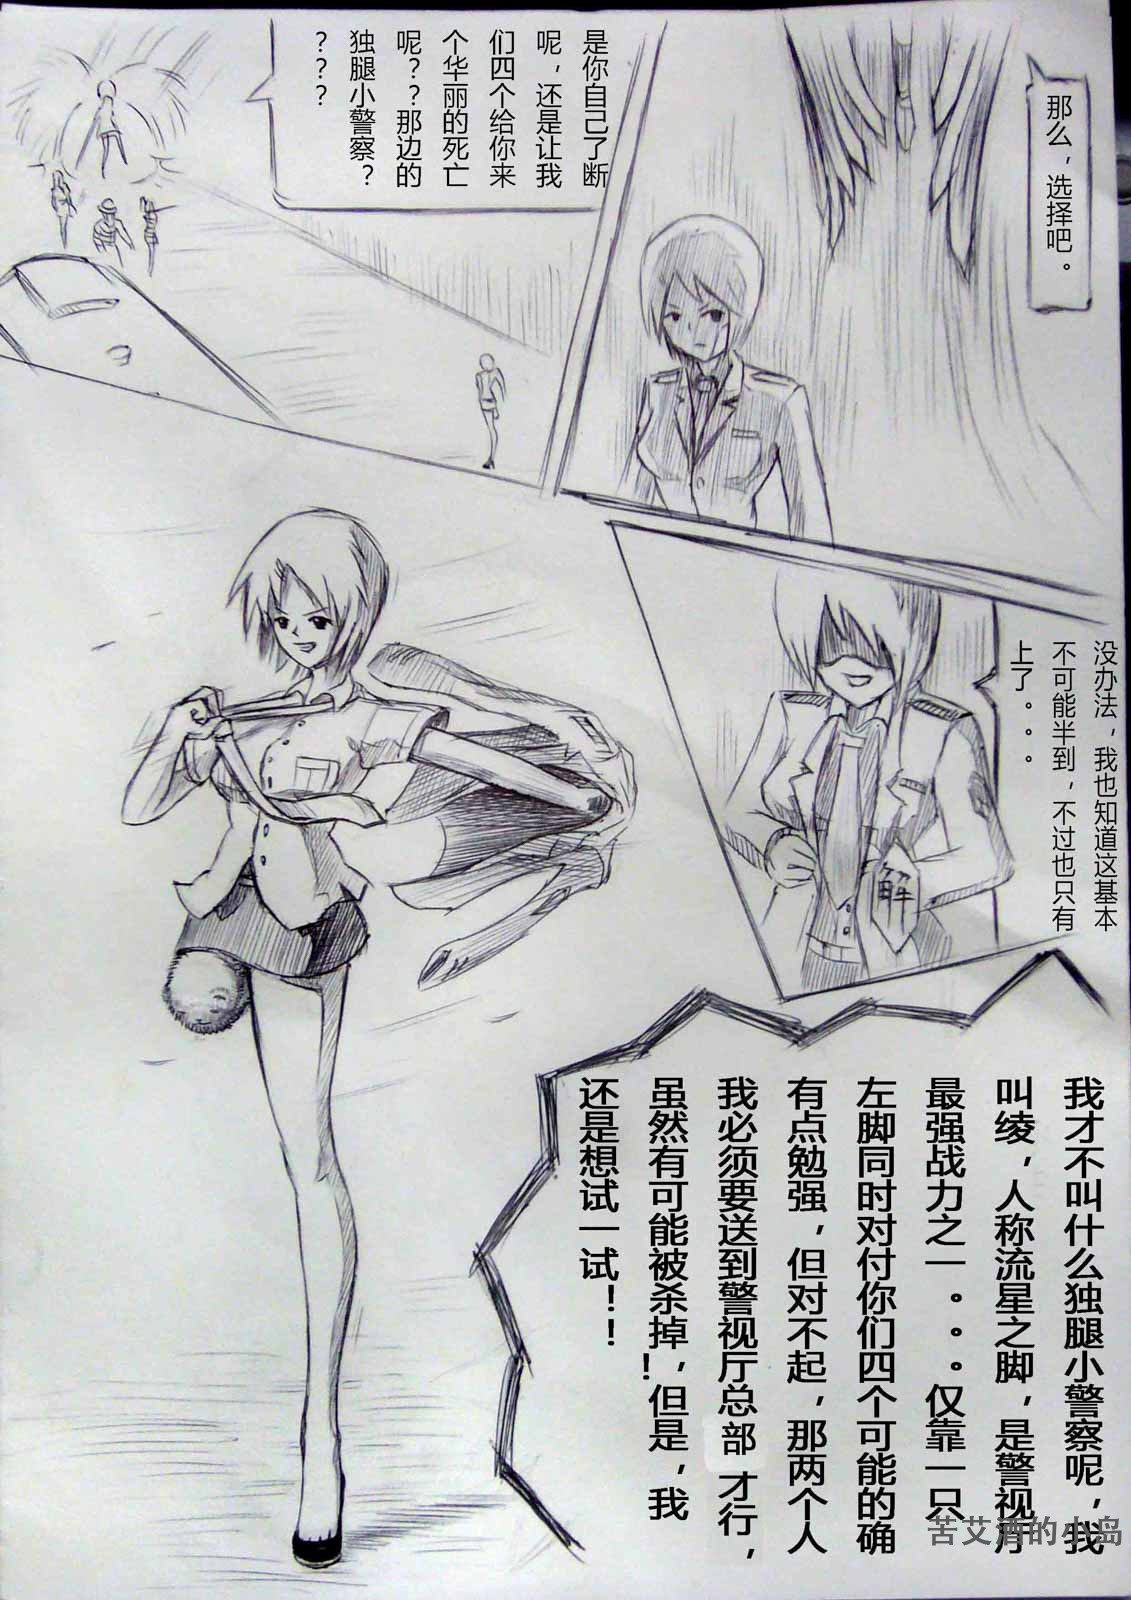 那么，选择吧。
是你自己了断
呢，还是让我
们四个给你来
个华丽的死亡
呢？？那边的
独腿小警察？
？？？
没办法，我也知道这基本
不可能半到，不过也只有
上了。。。
解
我才不叫什么独腿小警察呢，我
叫绫，人称流星之脚，是警视厅
最强战力之一。。。仅靠一只
左脚同时对付你们四个可能的确
有点勉强，但对不起，那两个人
我必须要送到警视厅总部才行，
虽然有可能被杀掉，但是，我
还是想试一试！！！
苦艾酒的小岛